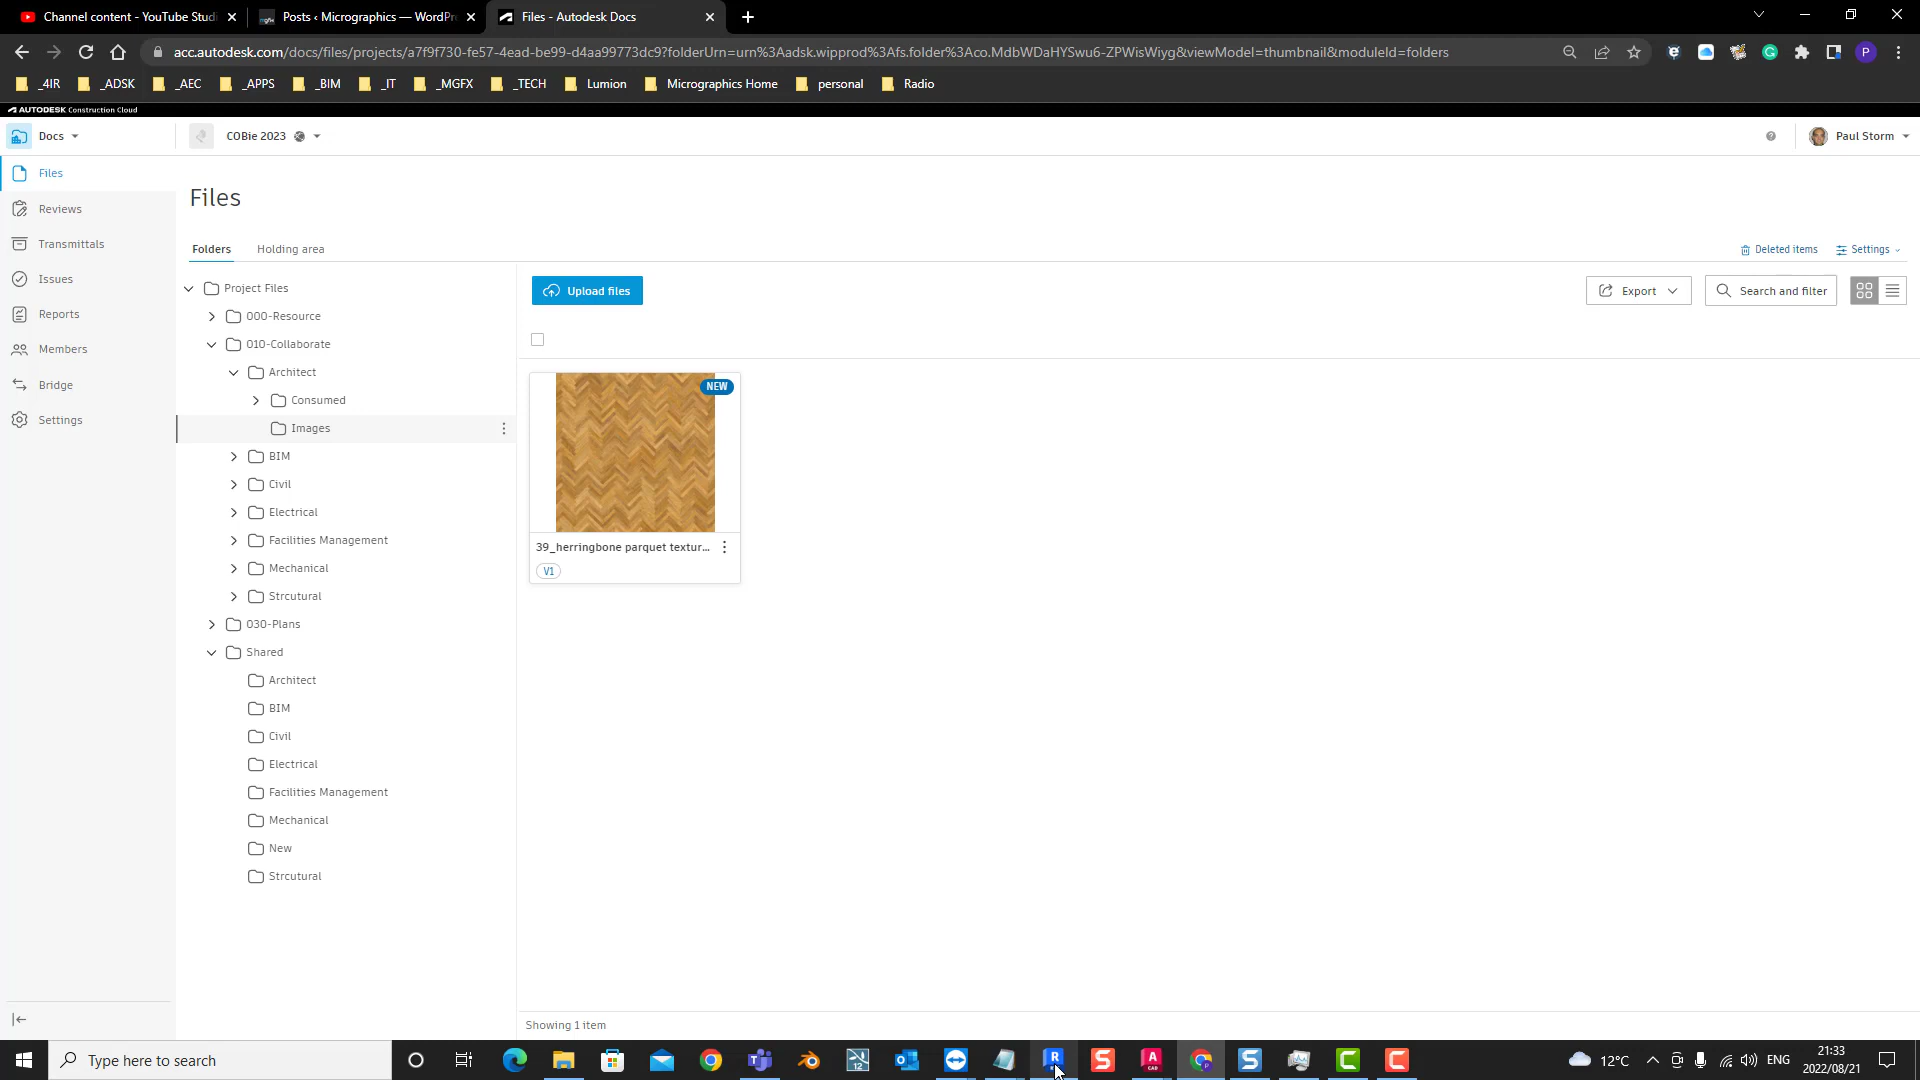 Channel content - YouTube Studi
Posts ‹ Micrographics — WordPre
Files - Autodesk Docs
acc.autodesk.com/docs/files/projects/a7f9f730-fe57-4ead-be99-d4aa99773dc9?folderUrn=urn%3Aadsk.wipprod%3Afs.folder%3Aco.MdbWDaHYSwu6-ZPWisWiyg&viewModel=thumbnail&moduleId=folders
P
_4IR _ADSK _AEC _APPS _BIM _IT _MGFX _TECH Lumion Micrographics Home personal Radio
AUTODESK Construction Cloud
Docs
COBie 2023
Paul Storm
Files
Reviews
Transmittals
Issues
Reports
Members
Bridge
Settings
Files
Folders Holding area
Deleted items Settings
Project Files
000-Resource
010-Collaborate
Architect
Consumed
Images
BIM
Civil
Electrical
Facilities Management
Mechanical
Strcutural
030-Plans
Shared
Architect
BIM
Civil
Electrical
Facilities Management
Mechanical
New
Strcutural
Upload files
Export
Search and filter
NEW
39_herringbone parquet textur...
V1
Showing 1 item
Type here to search
12°C
ENG
21:33
2022/08/21